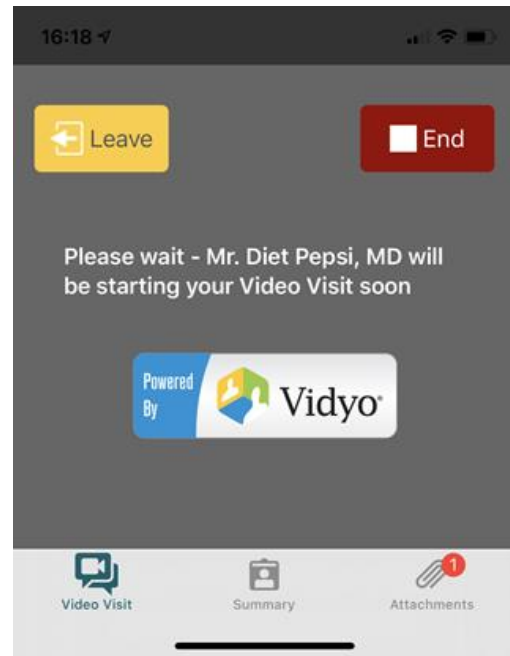 16:18
Leave
End
Please wait - Mr. Diet Pepsi, MD will
be starting your Video Visit soon
Powered
By
Vidyo
Video Visit
Summary
1
Attachments